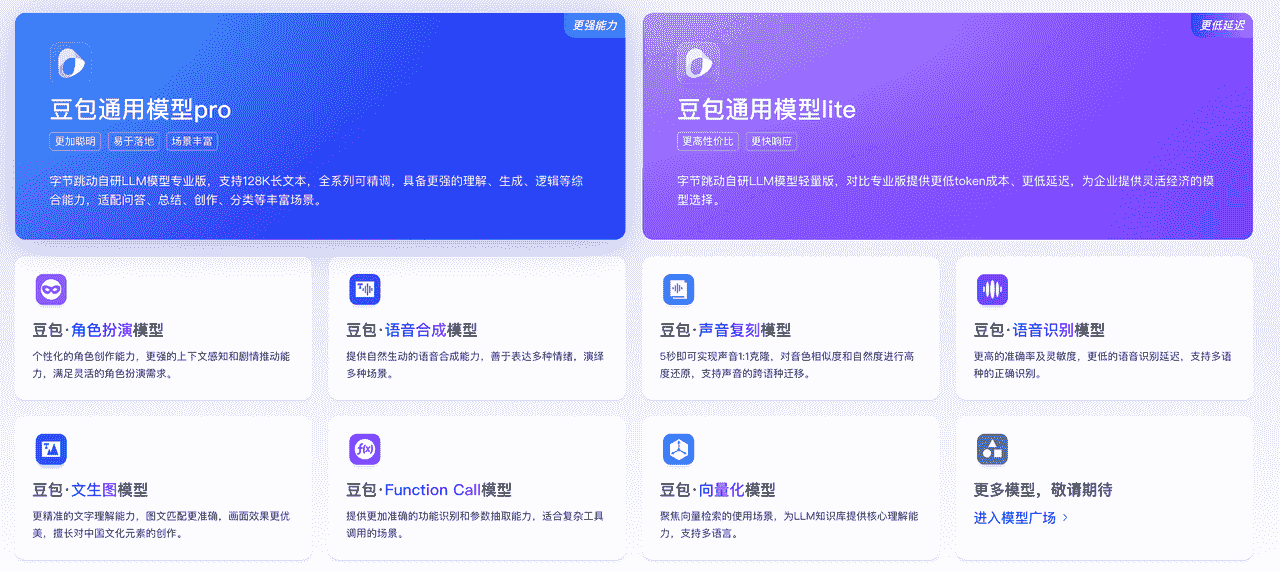 更强能力
豆包通用模型pro
更加聪明 易于落地 场景丰富
字节跳动自研LLM模型专业版，支持128K长文本，全系列可精调，具备更强的理解、生成、逻辑等综
合能力，适配问答、总结、创作、分类等丰富场景。
更低延迟
豆包通用模型lite
更高性价比 更快响应
字节跳动自研LLM模型轻量版，对比专业版提供更低token成本、更低延迟，为企业提供灵活经济的模
型选择。
豆包·角色扮演模型
个性化的角色创作能力，更强的上下文感知和剧情推动能
力，满足灵活的角色扮演需求。
豆包·语音合成模型
提供自然生动的语音合成能力，善于表达多种情绪，演绎
多种场景。
豆包·声音复刻模型
5秒即可实现声音1:1克隆，对音色相似度和自然度进行高
度还原，支持声音的跨语种迁移。
豆包·语音识别模型
更高的准确率及灵敏度，更低的语音识别延迟，支持多语
种的正确识别。
豆包·文生图模型
更精准的文字理解能力，图文匹配更准确，画面效果更优
美，擅长对中国文化元素的创作。
豆包·Function Call模型
提供更加准确的功能识别和参数抽取能力，适合复杂工具
调用的场景。
豆包·向量化模型
聚焦向量检索的使用场景，为LLM知识库提供核心理解能
力，支持多语言。
更多模型，敬请期待
进入模型广场 >